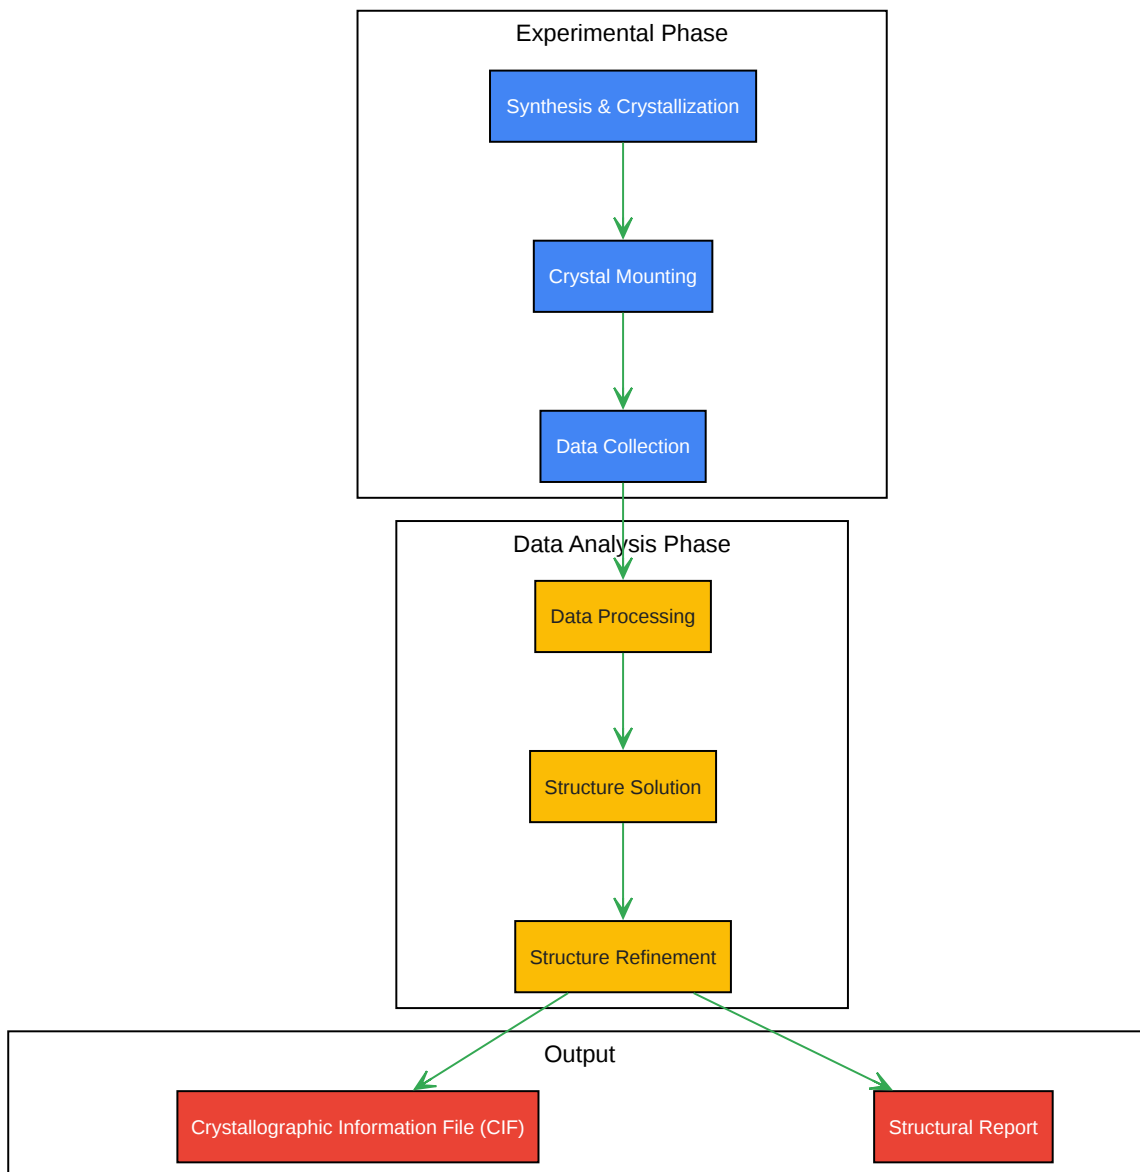 Experimental Phase
Synthesis & Crystallization
Crystal Mounting
Data Collection
Data Analysis Phase
Data Processing
Structure Solution
Structure Refinement
Output
Crystallographic Information File (CIF)
Structural Report